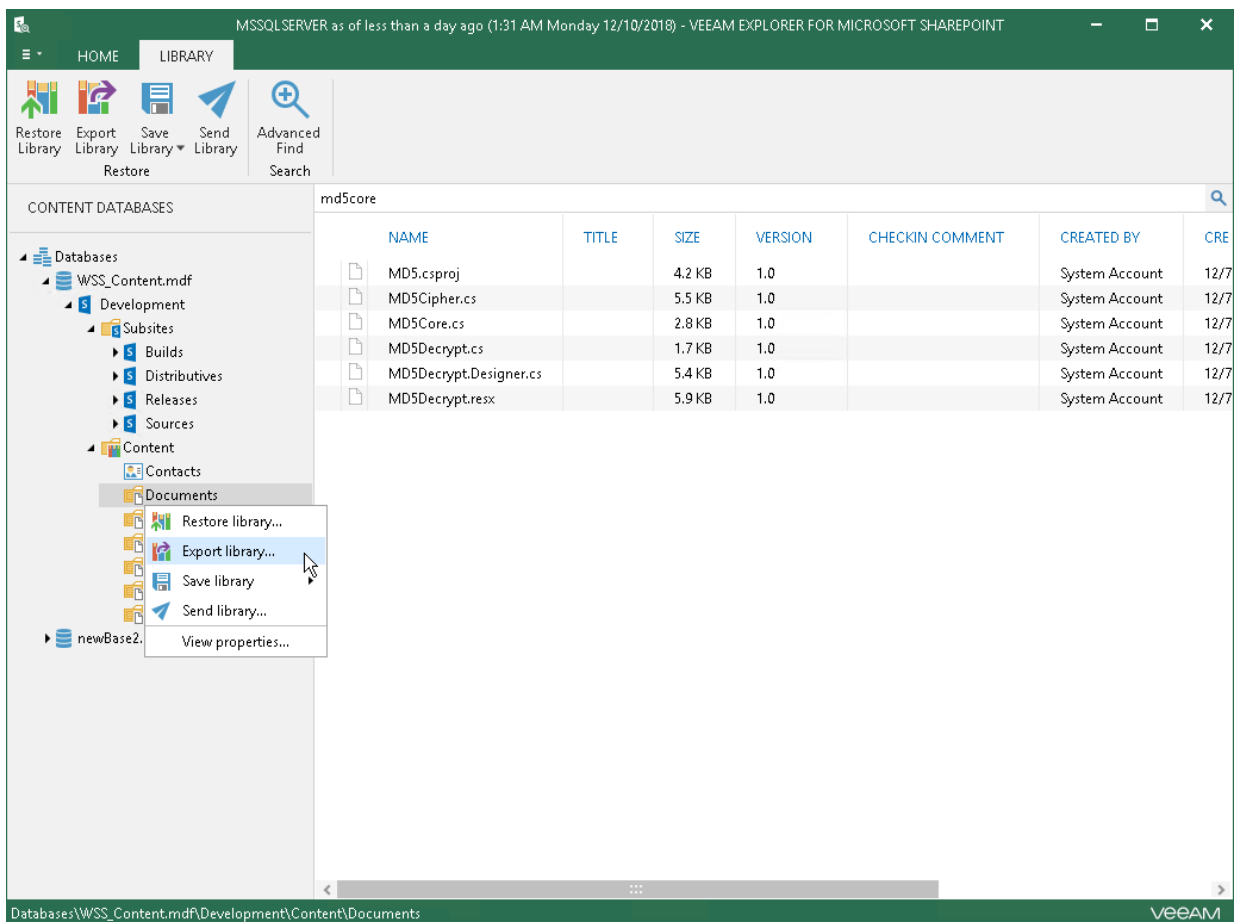 MSSQLSERVER as of less than a day ago (1:31 AM Monday 12/10/2018) - VEEAM EXPLORER FOR MICROSOFT SHAREPOINT
HOME LIBRARY
Restore Library
Export Library
Save Library
Send Library
Advanced Find
Restore Search
CONTENT DATABASES
md5core
NAME TITLE SIZE VERSION CHECKIN COMMENT CREATED BY CRE
MD5.csproj 4.2 KB 1.0 System Account 12/7
MD5Cipher.cs 5.5 KB 1.0 System Account 12/7
MD5Core.cs 2.8 KB 1.0 System Account 12/7
MD5Decrypt.cs 1.7 KB 1.0 System Account 12/7
MD5Decrypt.Designer.cs 5.4 KB 1.0 System Account 12/7
MD5Decrypt.resx 5.9 KB 1.0 System Account 12/7
Databases
WSS_Content.mdf
Development
Subsites
Builds
Distributives
Releases
Sources
Content
Contacts
Documents
Restore library...
Export library...
Save library
Send library...
View properties...
newBase2.
Databases\WSS_Content.mdf\Development\Content\Documents
veeam